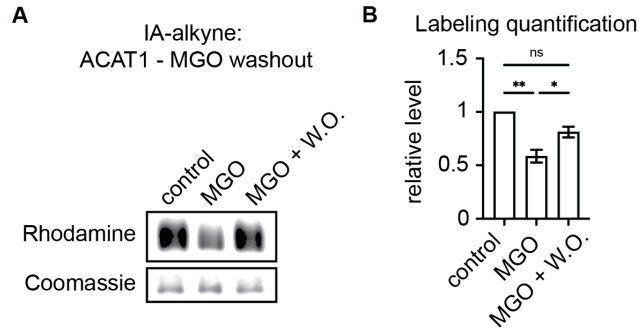 A
IA-alkyne:
ACAT1 - MGO washout
control
MGO
MGO + W.O.
Rhodamine
Coomassie
B
Labeling quantification
relative level
1.5
1
0.5
0
ns
**
*
control
MGO
MGO + W.O.